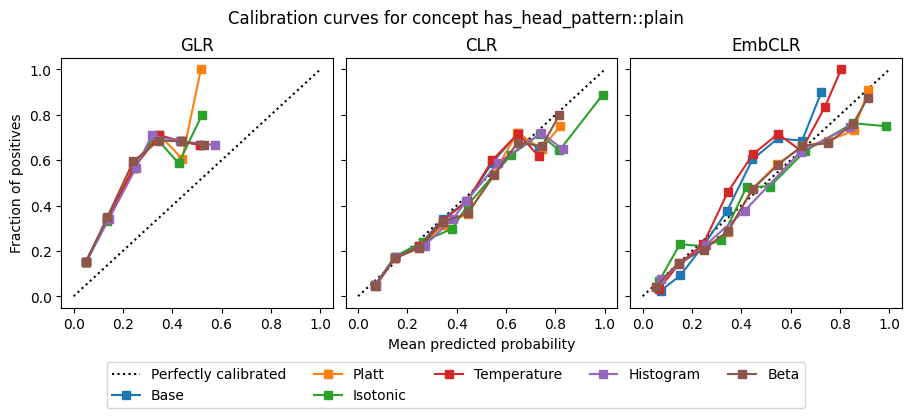 Calibration curves for concept has_head_pattern::plain
GLR
CLR
EmbCLR
Fraction of positives
1.0
0.8
0.6
0.4
0.2
0.0
0.0 0.2 0.4 0.6 0.8 1.0
0.0 0.2 0.4 0.6 0.8 1.0
0.0 0.2 0.4 0.6 0.8 1.0
Mean predicted probability
Perfectly calibrated
Base
Platt
Isotonic
Temperature
Histogram
Beta